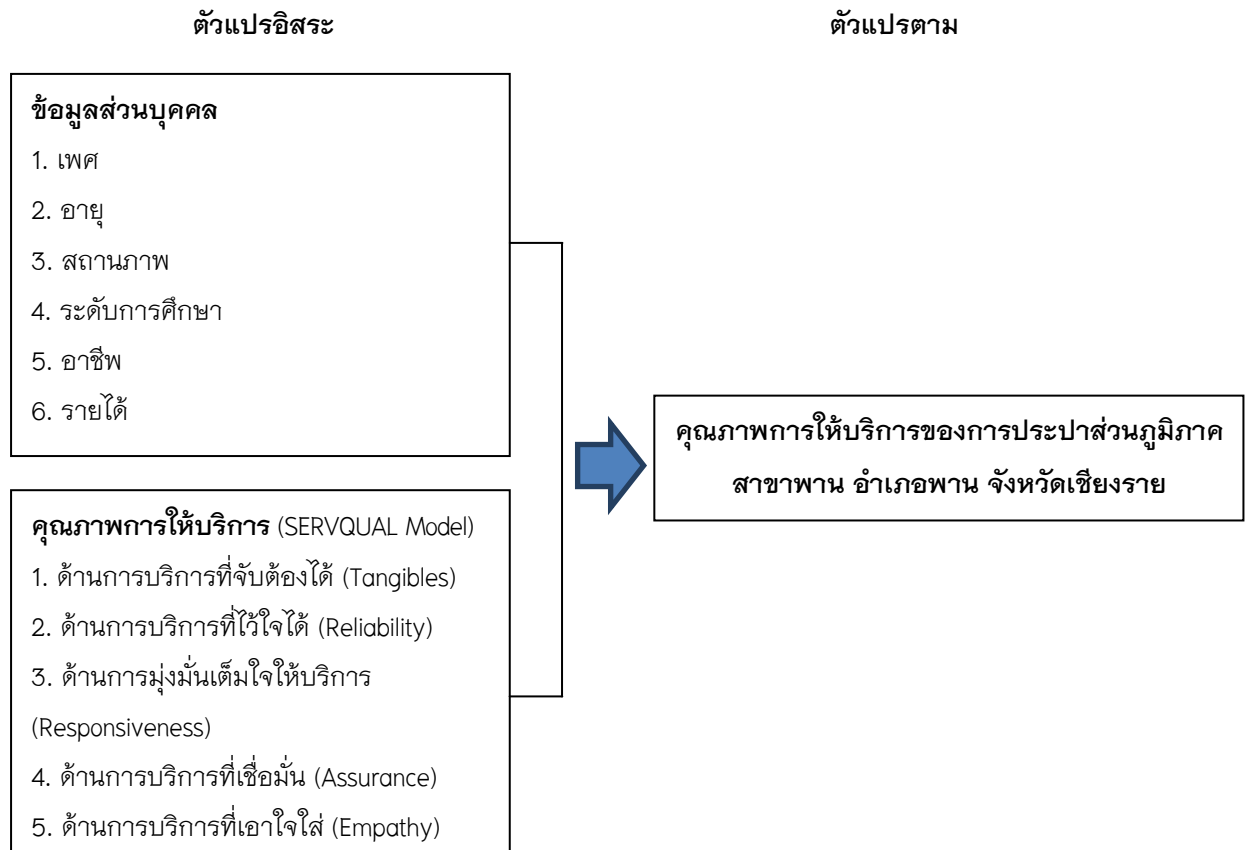 ตัวแปรอิสระ
ตัวแปรตาม
ข้อมูลส่วนบุคคล
1. เพศ
2. อายุ
3. สถานภาพ
4. ระดับการศึกษา
5. อาชีพ
6. รายได้
คุณภาพการให้บริการ (SERVQUAL Model)
1. ด้านการบริการที่จับต้องได้ (Tangibles)
2. ด้านการบริการที่ไว้ใจได้ (Reliability)
3. ด้านการมุ่งมั่นเต็มใจให้บริการ
(Responsiveness)
4. ด้านการบริการที่เชื่อมั่น (Assurance)
5. ด้านการบริการที่เอาใจใส่ (Empathy)
คุณภาพการให้บริการของการประปาส่วนภูมิภาค
สาขาพาน อำเภอพาน จังหวัดเชียงราย